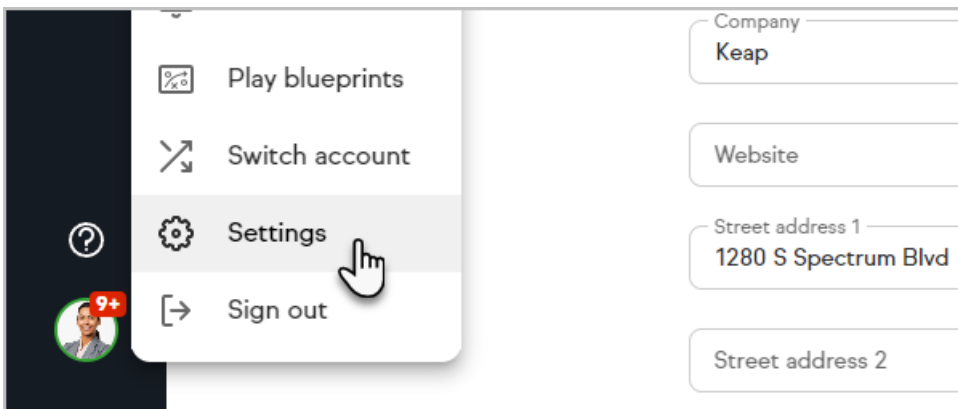 Play blueprints
Switch account
Settings
Sign out
9+
Company
Keap
Website
Street address 1
1280 S Spectrum Blvd
Street address 2